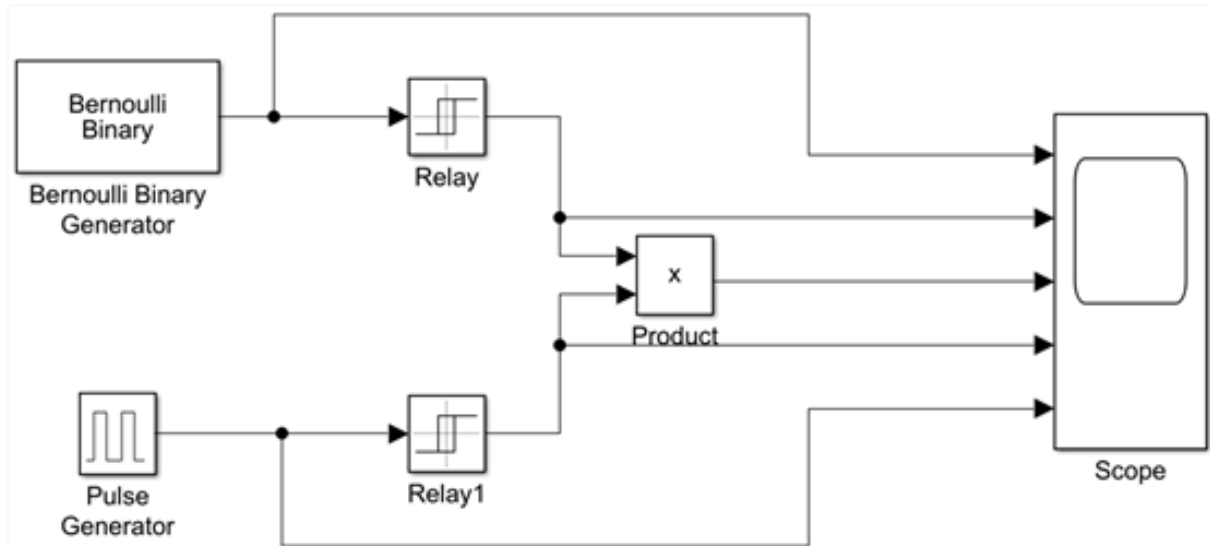 Bernoulli
Binary
Bernoulli Binary
Generator
Relay
x
Product
Pulse
Generator
Relay1
Scope